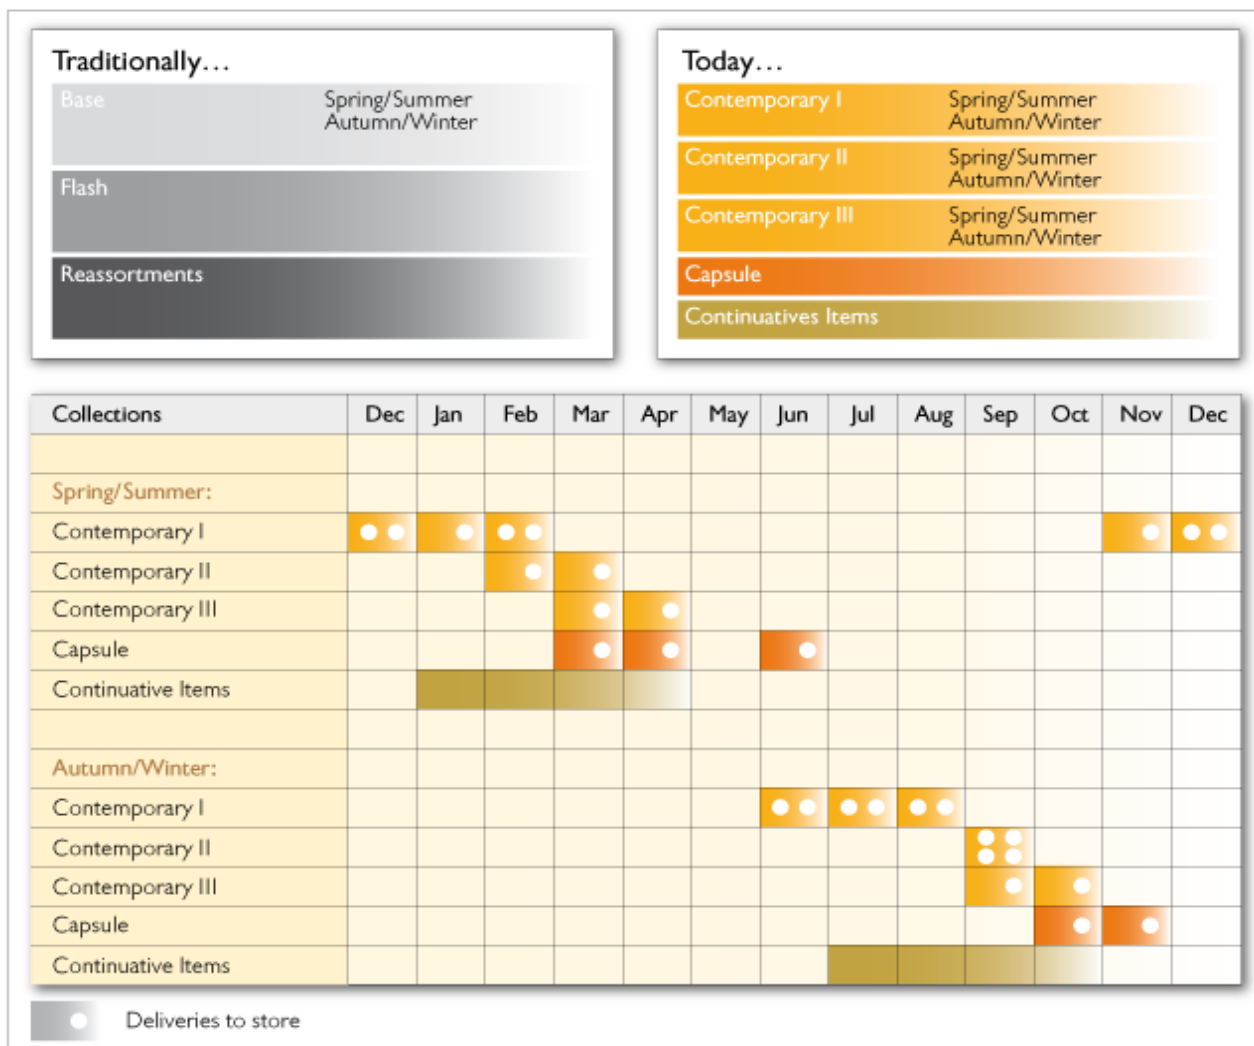 Traditionally...
Base
Spring/Summer
Autumn/Winter
Flash
Reassortments
Today...
Contemporary I
Spring/Summer
Autumn/Winter
Contemporary II
Spring/Summer
Autumn/Winter
Contemporary III
Spring/Summer
Autumn/Winter
Capsule
Continuatives Items
Collections Dec Jan Feb Mar Apr May Jun Jul Aug Sep Oct Nov Dec
Spring/Summer:
Contemporary I
Contemporary II
Contemporary III
Capsule
Continuative Items
Autumn/Winter:
Contemporary I
Contemporary II
Contemporary III
Capsule
Continuative Items
Deliveries to store